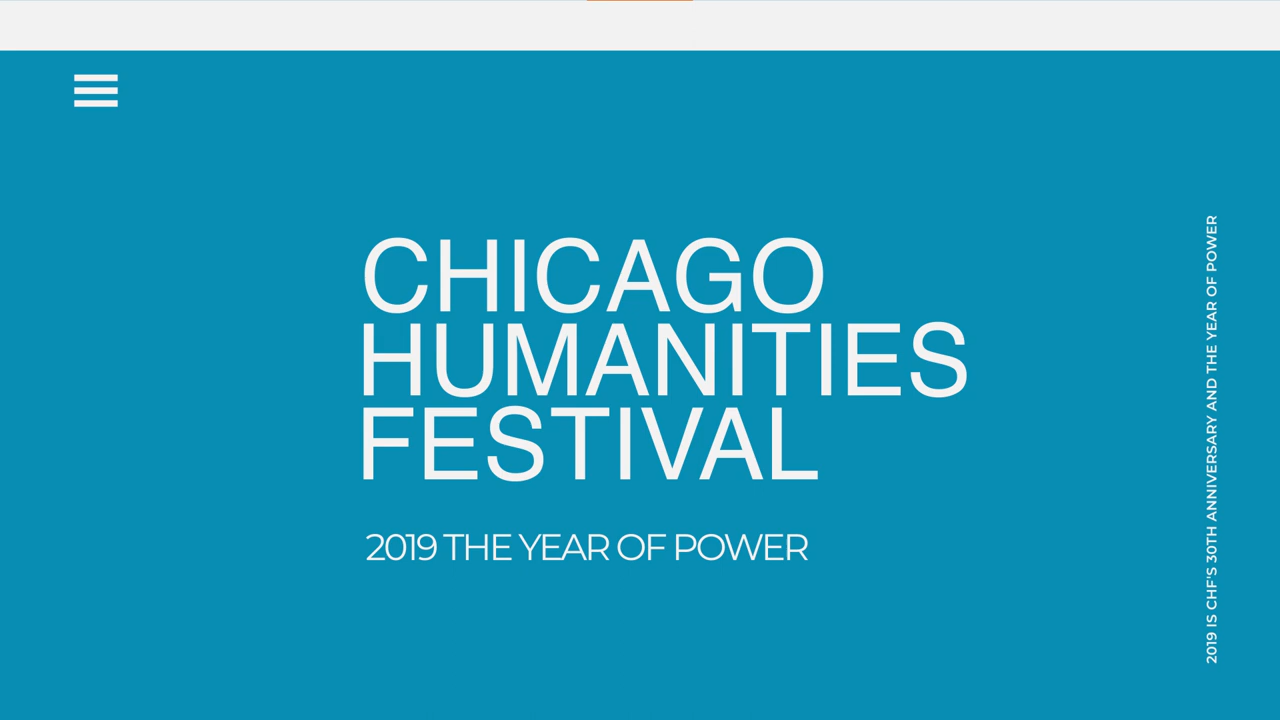 CHICAGO
HUMANITIES
FESTIVAL
2019 THE YEAR OF POWER
2019 IS CHF'S 30TH ANNIVERSARY AND THE YEAR OF POWER